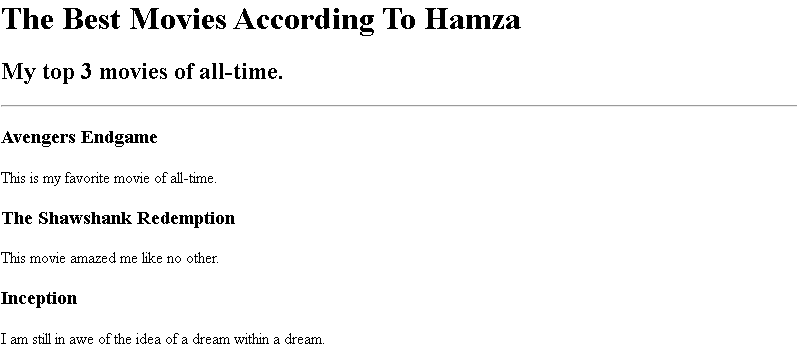 The Best Movies According To Hamza
My top 3 movies of all-time.
Avengers Endgame
This is my favorite movie of all-time.
The Shawshank Redemption
This movie amazed me like no other.
Inception
I am still in awe of the idea of a dream within a dream.